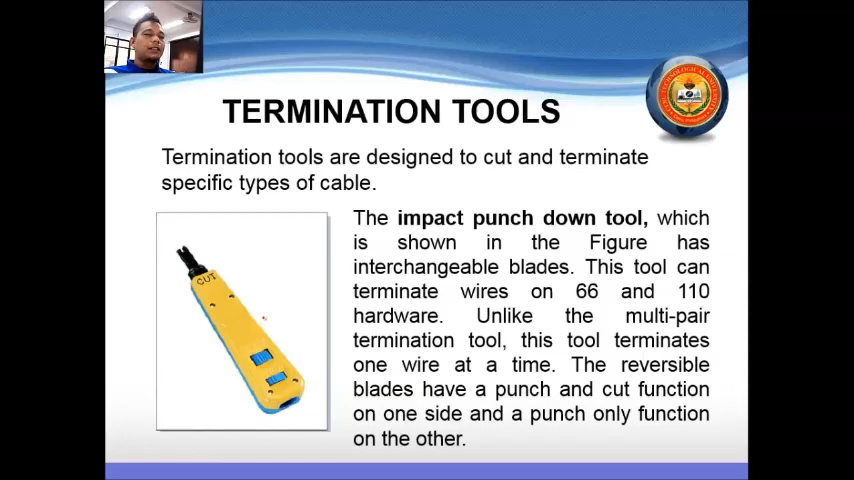 TERMINATION TOOLS
Termination tools are designed to cut and terminate
specific types of cable.
The impact punch down tool, which
is shown in the Figure has
interchangeable blades. This tool can
terminate wires on 66 and 110
hardware. Unlike the multi-pair
termination tool, this tool terminates
one wire at a time. The reversible
blades have a punch and cut function
on one side and a punch only function
on the other.
CUT